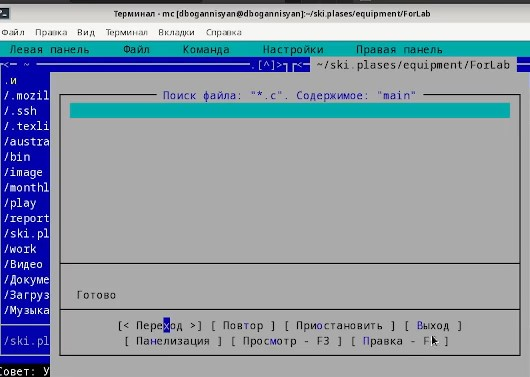 Терминал - mc [dbogannisyan@dbogannisyan]:~/ski.plases/equipment/ForLab
Файл Правка Вид Терминал Вкладки Справка
Левая панель Файл Команда Настройки Правая панель
<─ ~ .[^]> <─ ~/ski.plases/equipment/ForLab
.и
/.mozil
/.ssh
/.texli
/austra
/bin
/image
/monthl
/play
/report
/ski.pl
/work
/Видео
/Докуме
/Загруз
/Музыка
/ski.pl
Совет: У
Поиск файла: "*.c". Содержимое: "main"
Готово
[< Переход >] [ Повтор ] [ Приостановить ] [ Выход ]
[ Панелизация ] [ Просмотр - F3 ] [ Правка - F ]